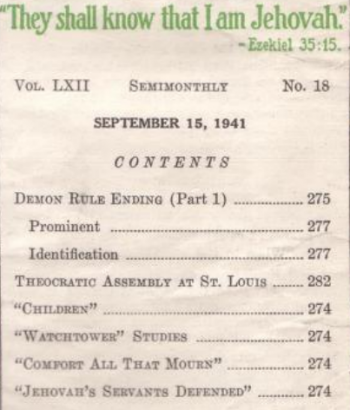 "They shall know that I am Jehovah."
- Ezekiel 35:15.
VOL. LXII SEMIMONTHLY No. 18
SEPTEMBER 15, 1941
CONTENTS
DEMON RULE ENDING (Part 1) ............... 275
Prominent ............... 277
Identification ............... 277
THEOCRATIC ASSEMBLY AT ST. LOUIS ....... 282
"CHILDREN" ............... 274
"WATCHTOWER" STUDIES ............... 274
"COMFORT ALL THAT MOURN" ............... 274
"JEHOVAH'S SERVANTS DEFENDED" ........... 274